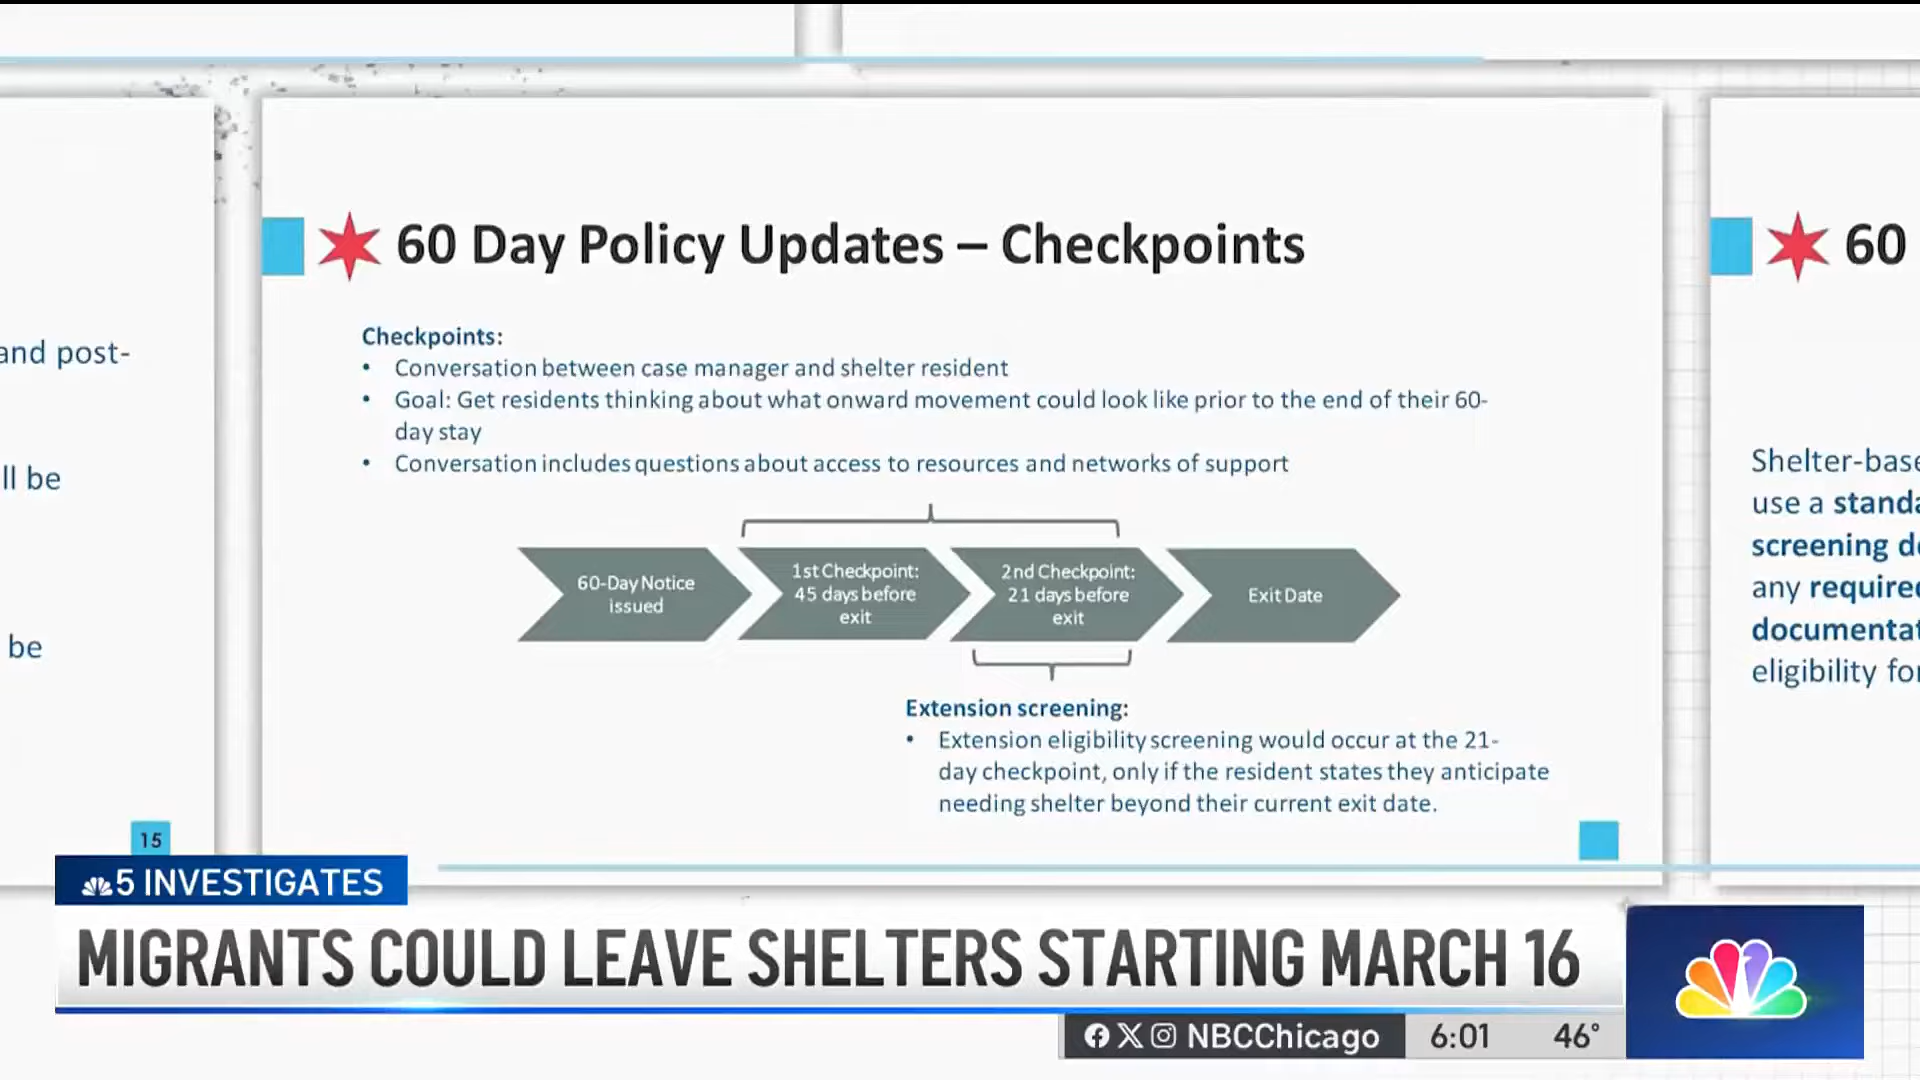 60 Day Policy Updates – Checkpoints
Checkpoints:
• Conversation between case manager and shelter resident
• Goal: Get residents thinking about what onward movement could look like prior to the end of their 60-
day stay
• Conversation includes questions about access to resources and networks of support
60-Day Notice
issued
1st Checkpoint:
45 days before
exit
2nd Checkpoint:
21 days before
exit
Exit Date
Extension screening:
• Extension eligibility screening would occur at the 21-
day checkpoint, only if the resident states they anticipate
needing shelter beyond their current exit date.
and post-
ll be
be
15
60
Shelter-base
use a standa
screening d
any require
documentat
eligibility for
5 INVESTIGATES
MIGRANTS COULD LEAVE SHELTERS STARTING MARCH 16
NBCChicago
6:01
46°